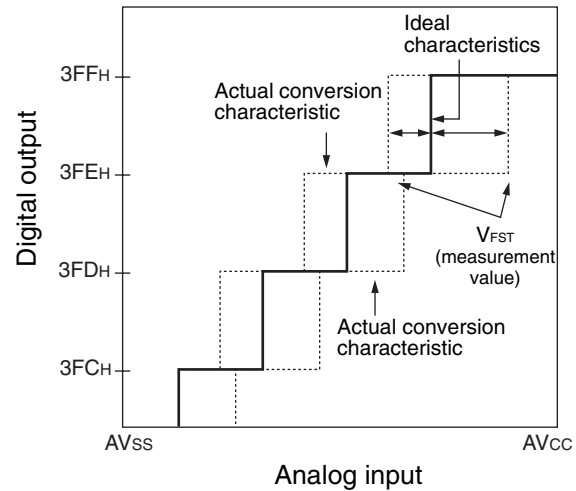 Ideal
characteristics
3FFH
Actual conversion
characteristic
3FEH
VFST
(measurement
value)
3FDH
Actual conversion
characteristic
3FCH
Digital output
AVSS
AVCC
Analog input